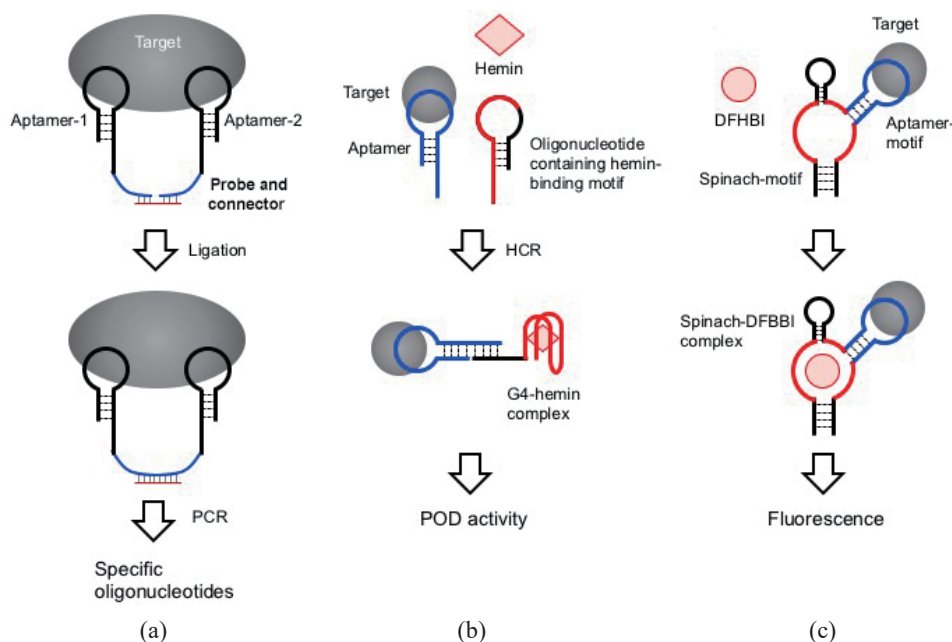 Target
Aptamer-1
Aptamer-2
Probe and
connector
Ligation
PCR
Specific
oligonucleotides
(a)
Hemin
Target
Aptamer
Oligonucleotide
containing hemin-
binding motif
HCR
G4-hemin
complex
POD activity
(b)
Target
DFHBI
Aptamer-
motif
Spinach-motif
Spinach-DFBBI
complex
Fluorescence
(c)